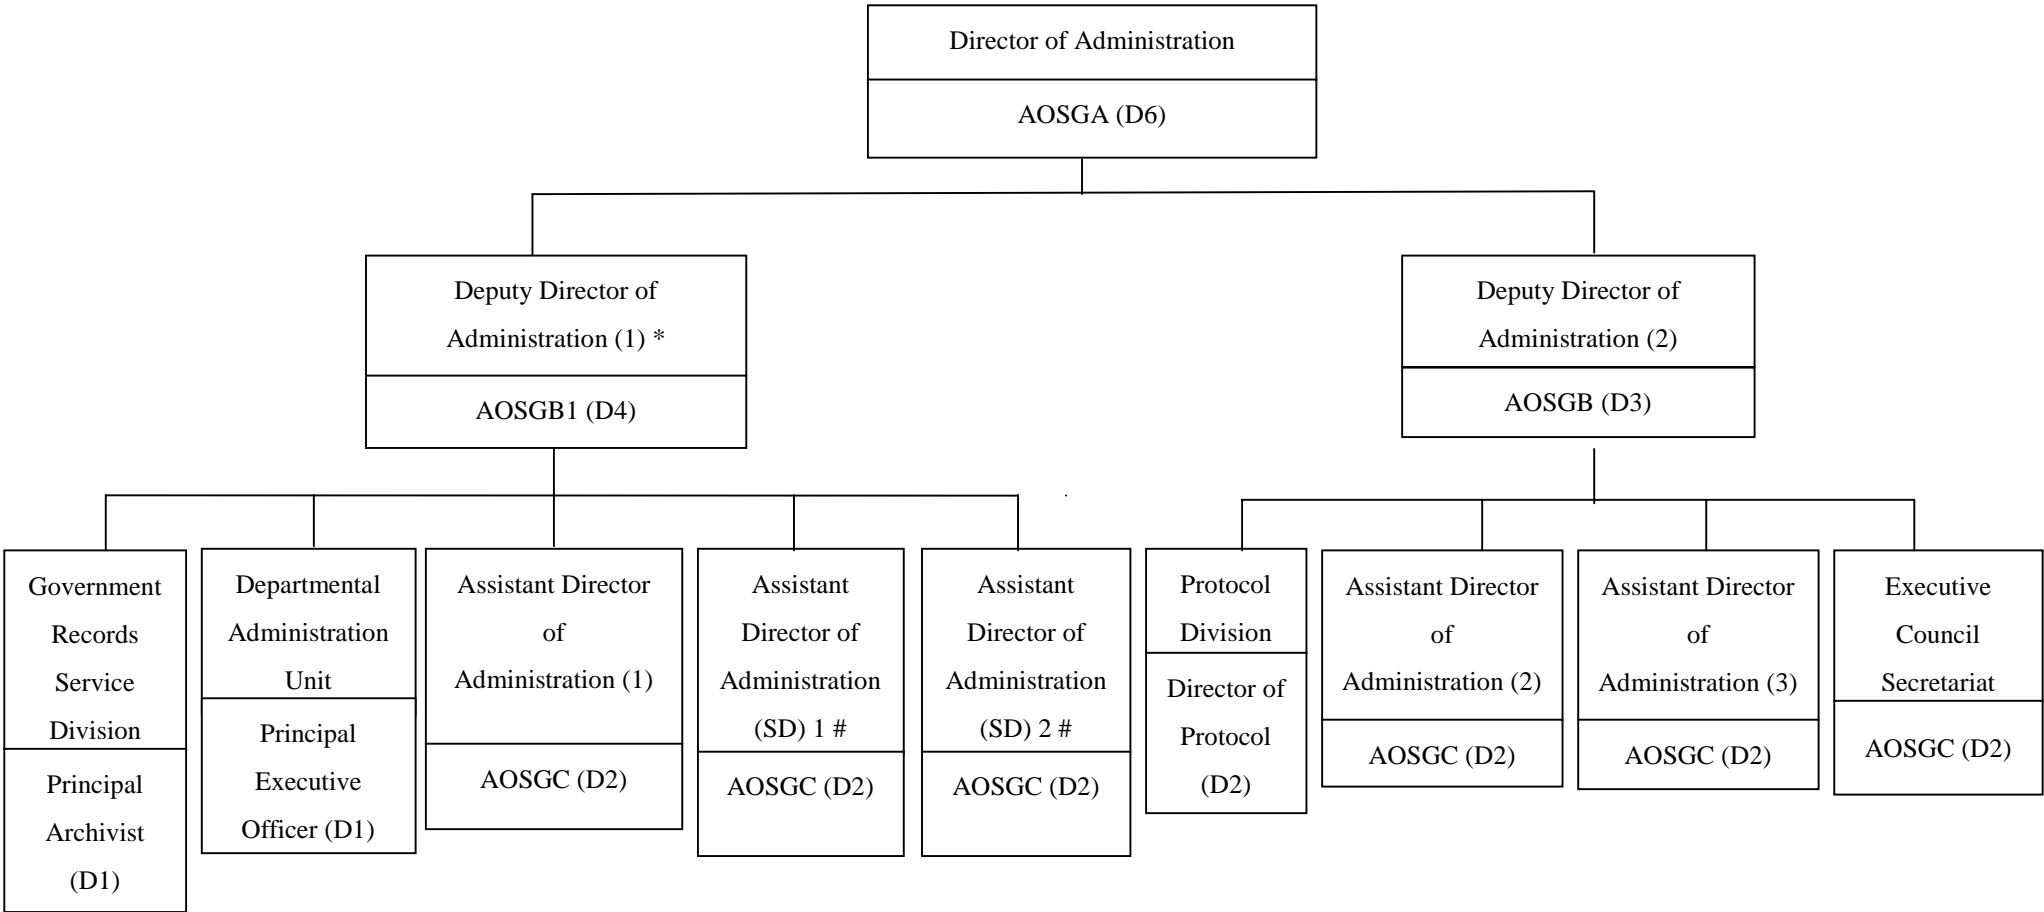 Director of Administration
AOSGA (D6)
Deputy Director of
Administration (1) *
AOSGB1 (D4)
Deputy Director of
Administration (2)
AOSGB (D3)
Government
Records
Service
Division
Principal
Archivist
(D1)
Departmental
Administration
Unit
Principal
Executive
Officer (D1)
Assistant Director
of
Administration (1)
AOSGC (D2)
Assistant
Director of
Administration
(SD) 1 #
AOSGC (D2)
Assistant
Director of
Administration
(SD) 2 #
AOSGC (D2)
Protocol
Division
Director of
Protocol
(D2)
Assistant Director
of
Administration (2)
AOSGC (D2)
Assistant Director
of
Administration (3)
AOSGC (D2)
Executive
Council
Secretariat
AOSGC (D2)